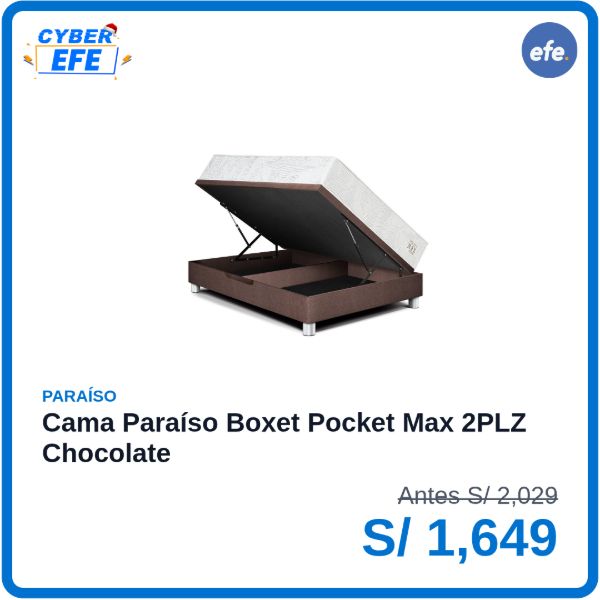 CYBER
EFE
efe.
PARAÍSO
Cama Paraíso Boxet Pocket Max 2PLZ
Chocolate
Antes S/ 2,029
S/ 1,649